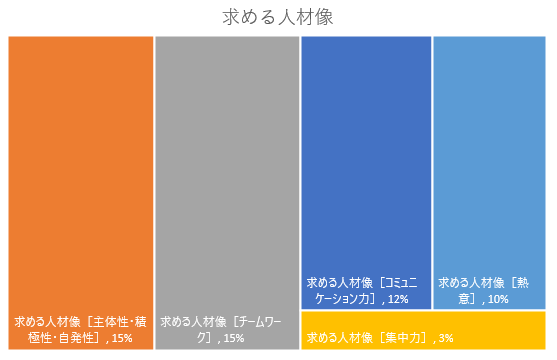 求める人材像
求める人材像［主体性・積
極性・自発性］, 15%
求める人材像［チームワー
ク］, 15%
求める人材像［コミュニ
ケーション力］, 12%
求める人材像［熱
意］, 10%
求める人材像［集中力］, 3%